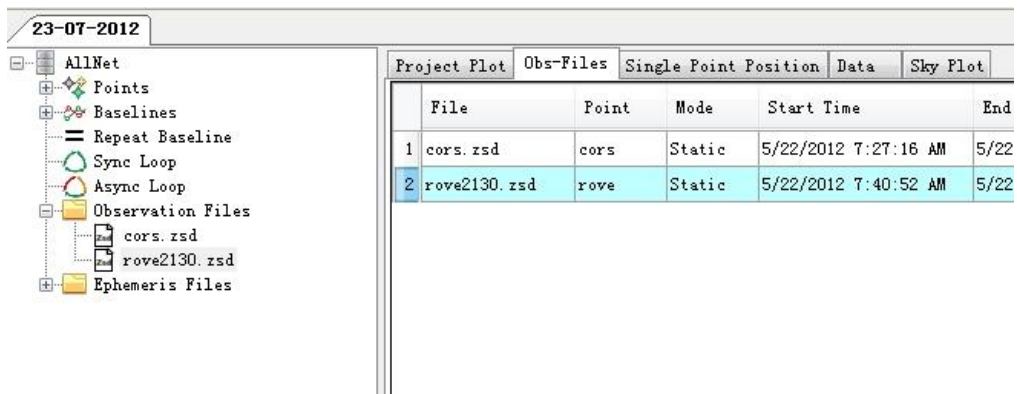 23-07-2012
AllNet
Points
Baselines
Repeat Baseline
Sync Loop
Async Loop
Observation Files
cors.zsd
rove2130.zsd
Ephemeris Files
Project Plot Obs-Files Single Point Position Data Sky Plot
File Point Mode Start Time End
1 cors.zsd cors Static 5/22/2012 7:27:16 AM 5/22
2 rove2130.zsd rove Static 5/22/2012 7:40:52 AM 5/22